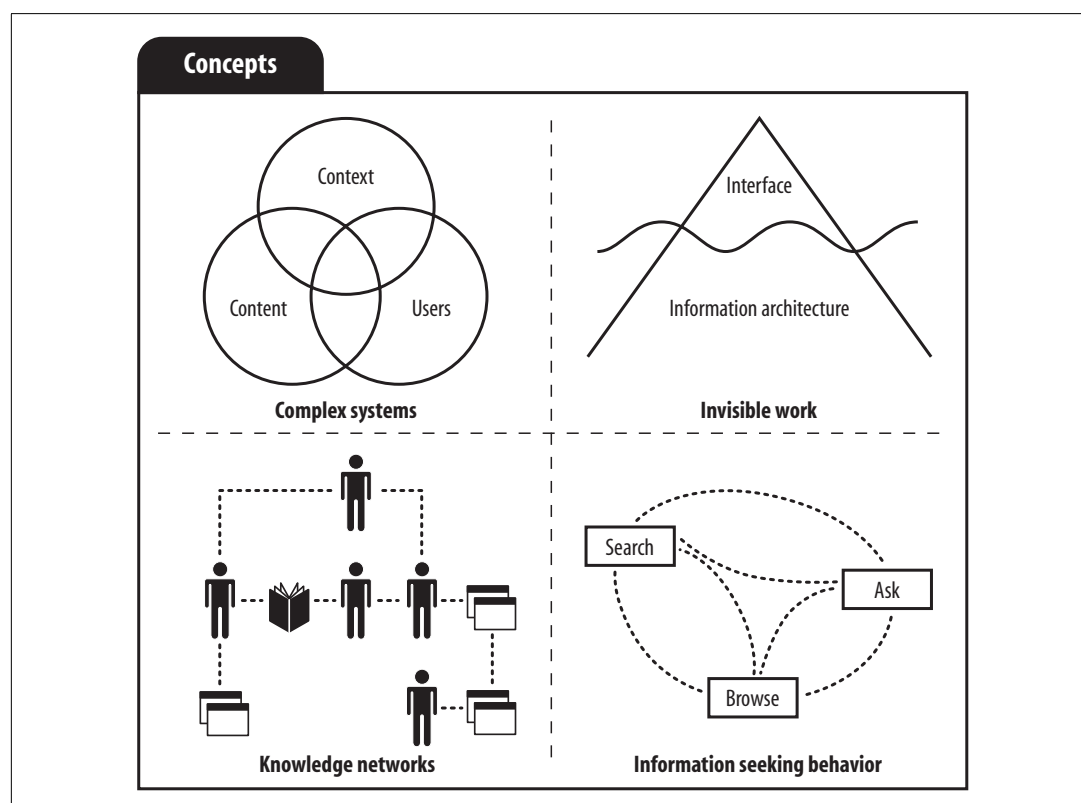 Concepts
Context
Content
Users
Complex systems
Interface
Information architecture
Invisible work
Knowledge networks
Search
Ask
Browse
Information seeking behavior